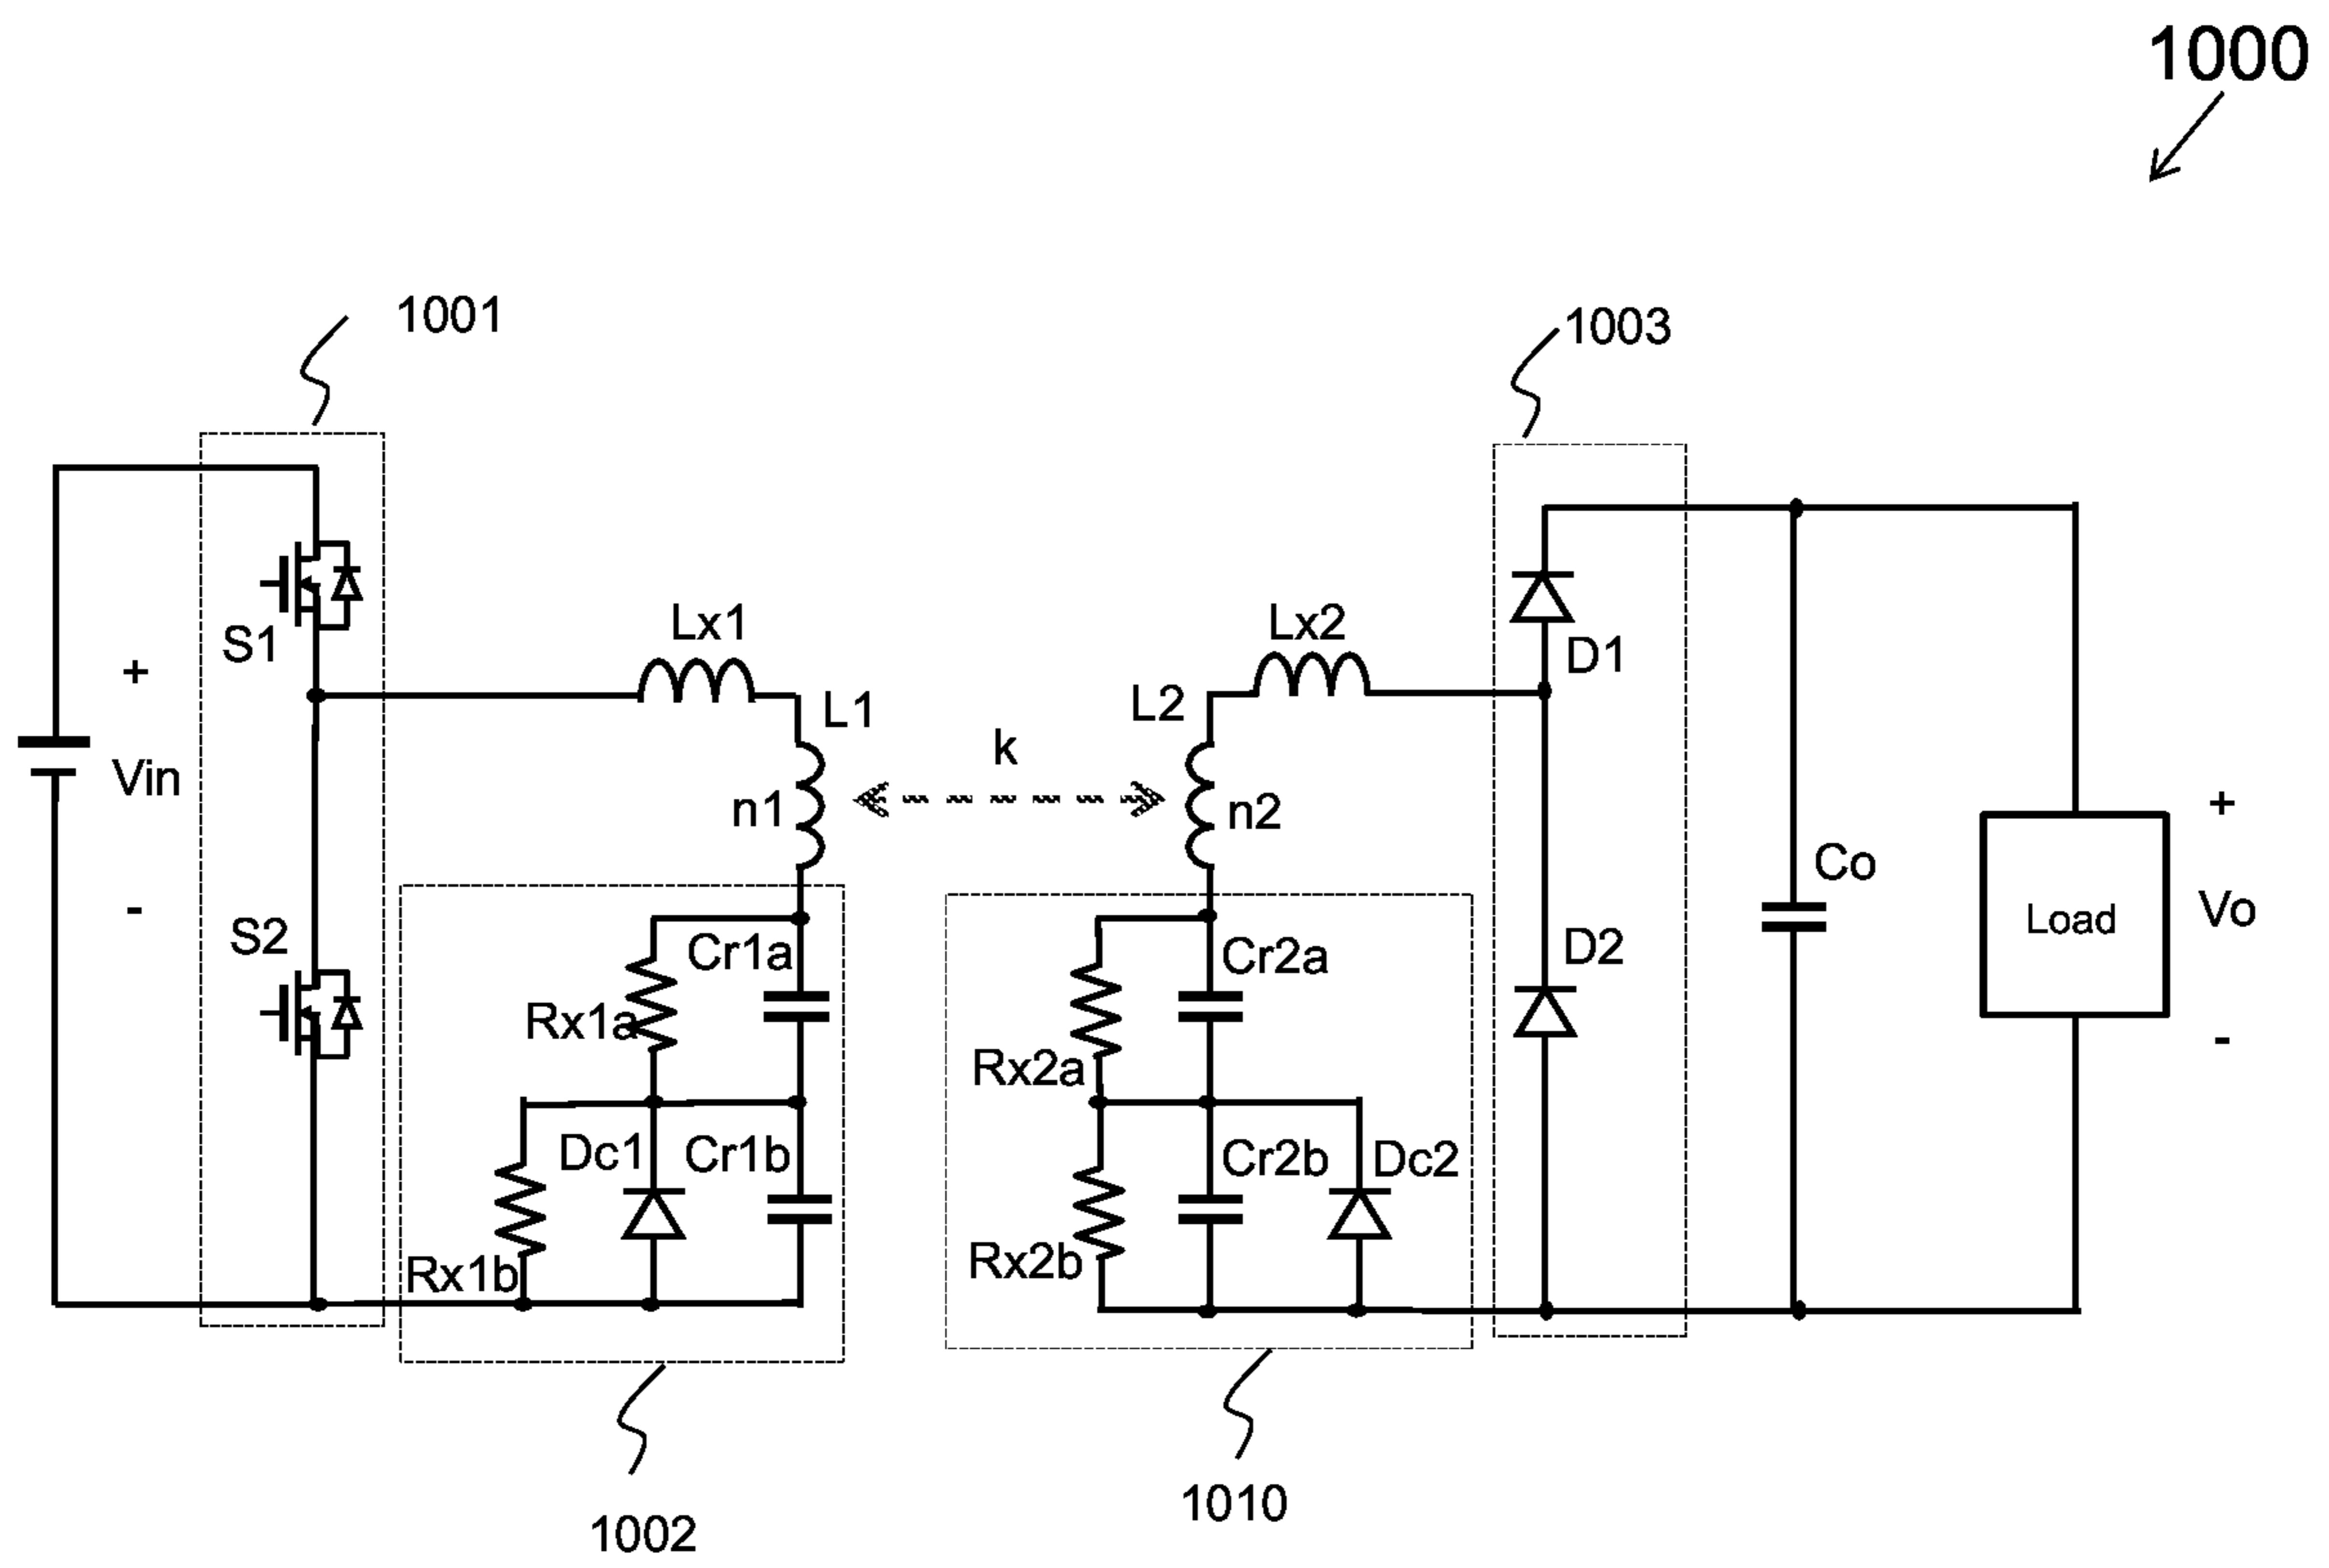 1000
1001
1003
Lx1
Lx2
S1
D1
+
L1
L2
k
Vin
n1
n2
+
Co
-
S2
Cr1a
Cr2a
D2
Load
Vo
Rx1a
Rx2a
-
Dc1
Cr1b
Cr2b
Dc2
Rx1b
Rx2b
1002
1010